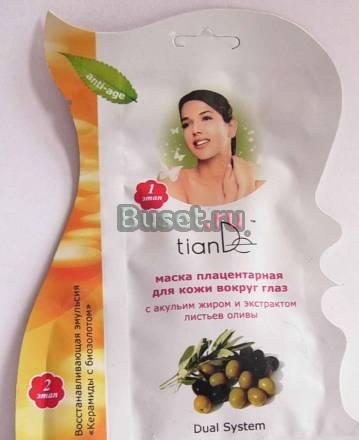 anti-age
1
этап
Buset.ru
tianDe
маска плацентарная
для кожи вокруг глаз
с акульим жиром и экстрактом
листьев оливы
2
этап
Восстанавливающая эмульсия
«Керамиды с биозолотом»
Dual System